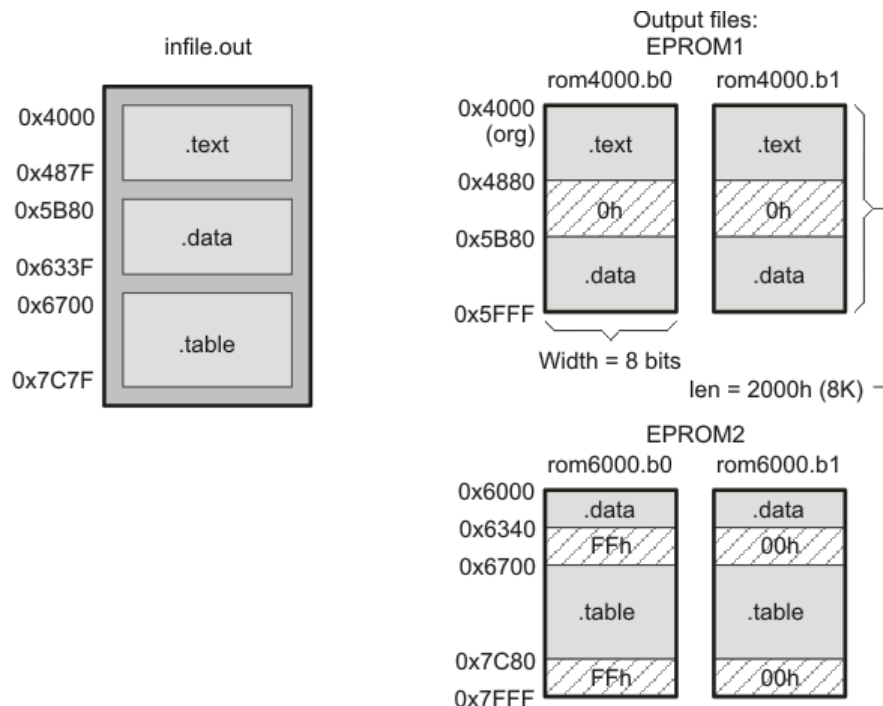 infile.out
0x4000
.text
0x487F
0x5B80
.data
0x633F
0x6700
.table
0x7C7F
Output files:
EPROM1
rom4000.b0 rom4000.b1
0x4000
(org)
.text .text
0x4880
0h 0h
0x5B80
.data .data
0x5FFF
Width = 8 bits
len = 2000h (8K)
EPROM2
rom6000.b0 rom6000.b1
0x6000
.data .data
0x6340
FFh 00h
0x6700
.table .table
0x7C80
FFh 00h
0x7FFF